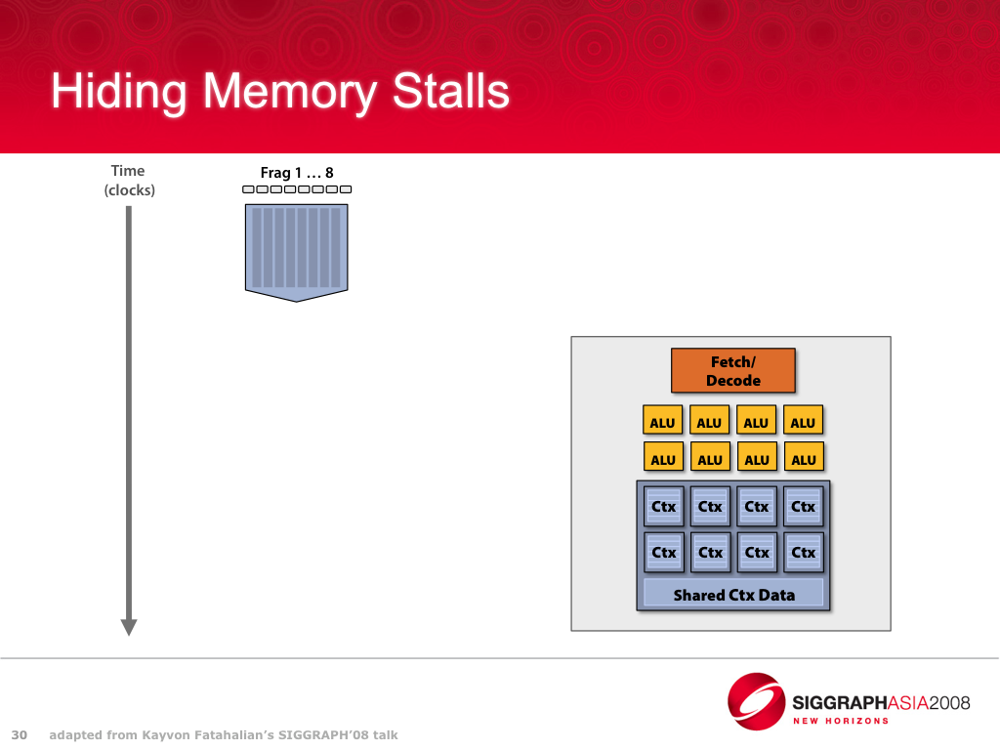 Hiding Memory Stalls
Time
(clocks)
Frag 1 … 8
Fetch/
Decode
ALU ALU ALU ALU
ALU ALU ALU ALU
Ctx Ctx Ctx Ctx
Ctx Ctx Ctx Ctx
Shared Ctx Data
SIGGRAPHASIA2008
NEW HORIZONS
30 adapted from Kayvon Fatahalian’s SIGGRAPH’08 talk